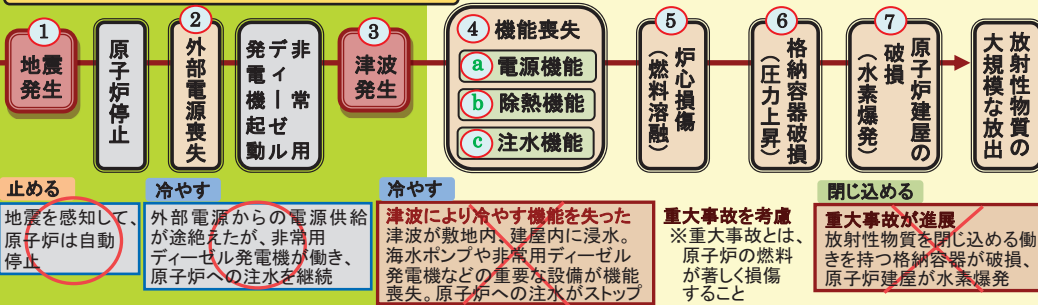 ①
地震
発生
原子炉停止
②
外部電源喪失
非常用
ディーゼル
発電機起動
③
津波
発生
④ 機能喪失
a 電源機能
b 除熱機能
c 注水機能
⑤
炉心損傷
（燃料溶融）
⑥
格納容器破損
（圧力上昇）
⑦
原子炉建屋の
破損
（水素爆発）
放射性物質の
大規模な放出
止める
地震を感知して、
原子炉は自動
停止
冷やす
外部電源からの電源供給
が途絶えたが、非常用
ディーゼル発電機が働き、
原子炉への注水を継続
冷やす
津波により冷やす機能を失った
津波が敷地内、建屋内に浸水。
海水ポンプや非常用ディーゼル
発電機などの重要な設備が機能
喪失。原子炉への注水がストップ
重大事故を考慮
※重大事故とは、
原子炉の燃料
が著しく損傷
すること
閉じ込める
重大事故が進展
放射性物質を閉じ込める働
きを持つ格納容器が破損、
原子炉建屋が水素爆発